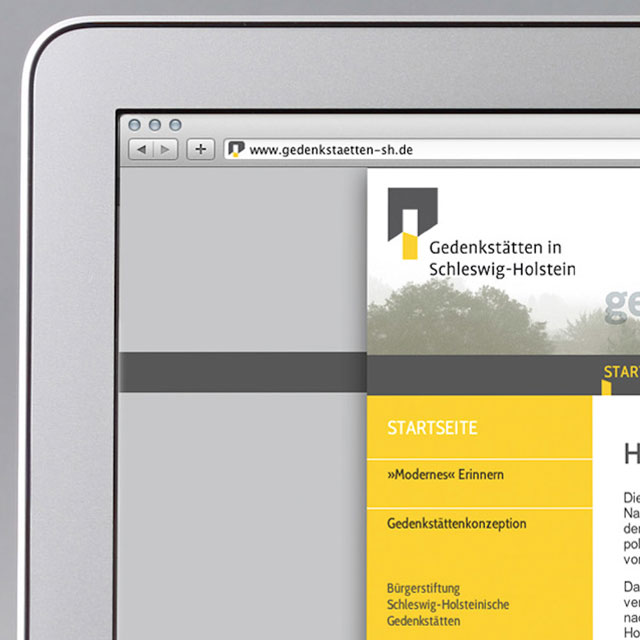 www.gedenkstaetten-sh.de
Gedenkstätten in
Schleswig-Holstein
ge
STAR
STARTSEITE
»Modernes« Erinnern
Gedenkstättenkonzeption
Bürgerstiftung
Schleswig-Holsteinische
Gedenkstätten
H
Die
Na
der
pol
vor
Da
ver
nac
Ho